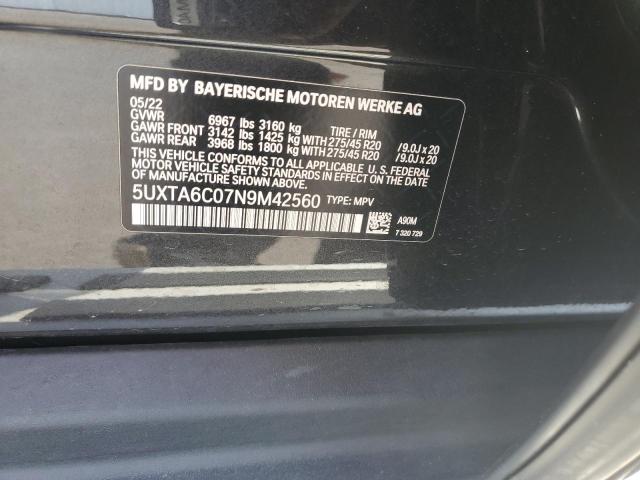 MFD BY BAYERISCHE MOTOREN WERKE AG
05/22
GVWR 6967 lbs 3160 kg TIRE / RIM
GAWR FRONT 3142 lbs 1425 kg WITH 275/45 R20 /9.0J x 20
GAWR REAR 3968 lbs 1800 kg WITH 275/45 R20 /9.0J x 20
THIS VEHICLE CONFORMS TO ALL APPLICABLE U.S. FEDERAL
MOTOR VEHICLE SAFETY STANDARDS IN EFFECT ON THE DATE
OF MANUFACTURE SHOWN ABOVE.
5UXTA6C07N9M42560 TYPE: MPV
A90M
7 320 729